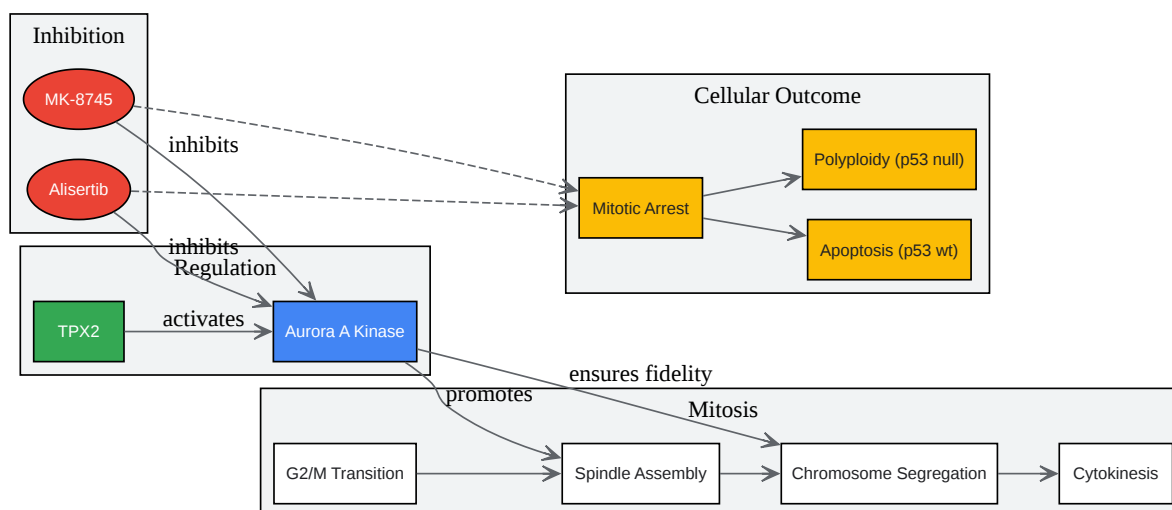 Inhibition
MK-8745
Alisertib
inhibits
inhibits
Regulation
TPX2
activates
Aurora A Kinase
Cellular Outcome
Mitotic Arrest
Polyploidy (p53 null)
Apoptosis (p53 wt)
ensures fidelity
promotes
Mitosis
G2/M Transition
Spindle Assembly
Chromosome Segregation
Cytokinesis